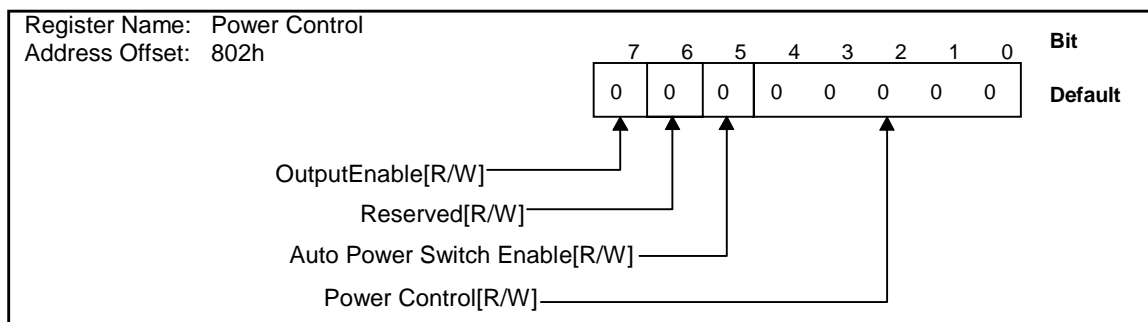 Register Name: Power Control
Address Offset: 802h
7 6 5 4 3 2 1 0 Bit
0 0 0 0 0 0 0 0 Default
OutputEnable[R/W]
Reserved[R/W]
Auto Power Switch Enable[R/W]
Power Control[R/W]